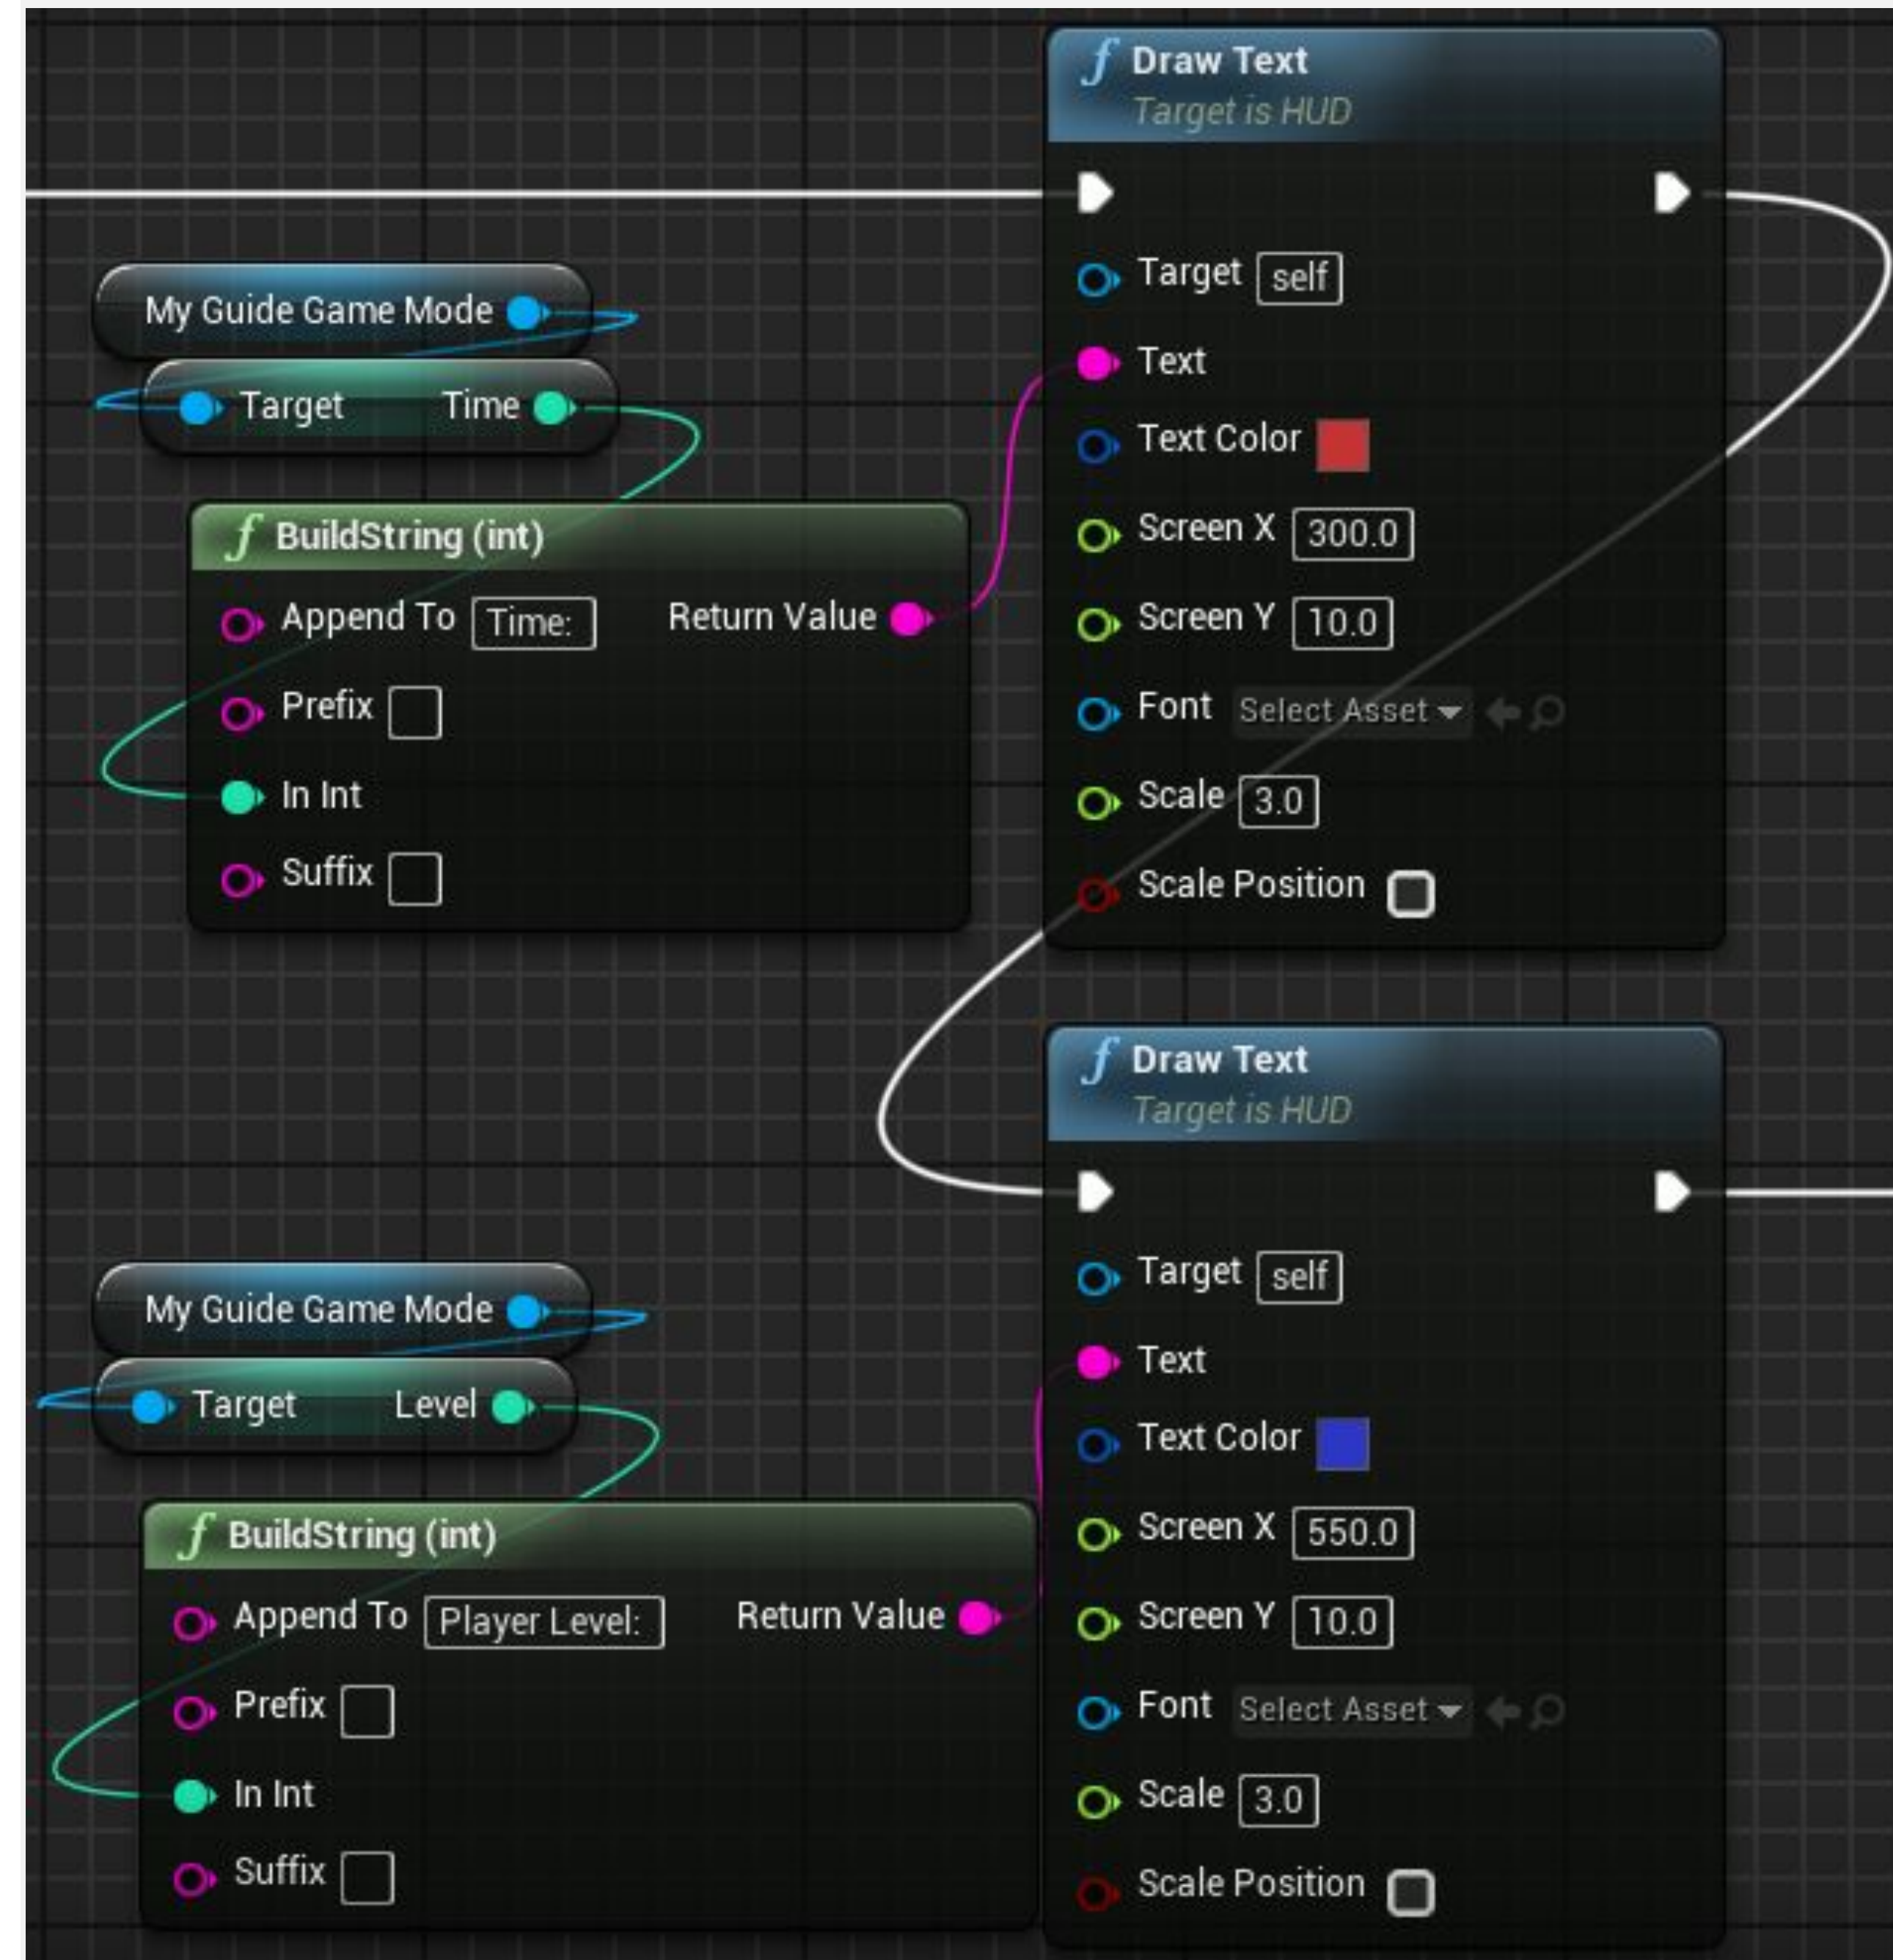 Draw Text
Target is HUD
My Guide Game Mode
Target self
Target Time
Text
Text Color
BuildString (int)
Screen X 300.0
Append To Time: Return Value
Screen Y 10.0
Prefix
Font Select Asset
In Int
Scale 3.0
Suffix
Scale Position
Draw Text
Target is HUD
My Guide Game Mode
Target self
Target Level
Text
Text Color
BuildString (int)
Screen X 550.0
Append To Player Level: Return Value
Screen Y 10.0
Prefix
Font Select Asset
In Int
Scale 3.0
Suffix
Scale Position